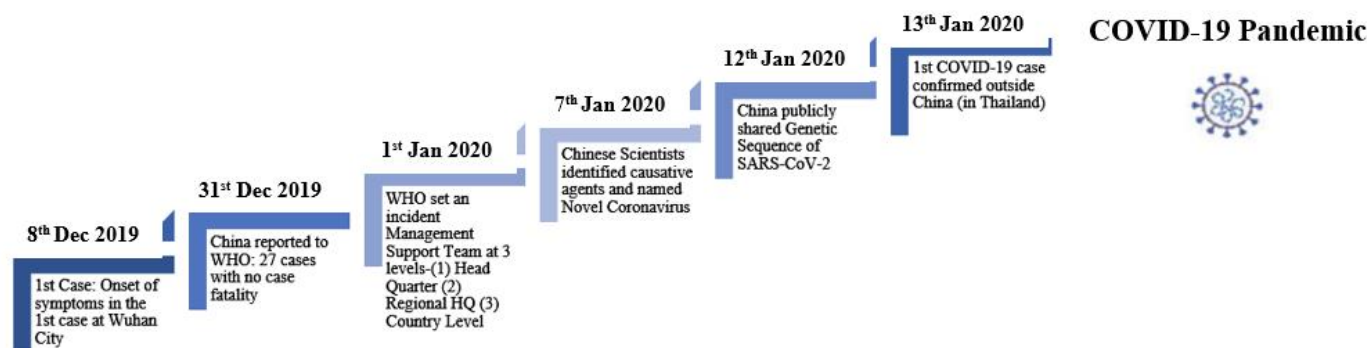 COVID-19 Pandemic
8th Dec 2019
1st Case: Onset of
symptoms in the
1st case at Wuhan
City
31st Dec 2019
China reported to
WHO: 27 cases
with no case
fatality
1st Jan 2020
WHO set an
incident
Management
Support Team at 3
levels-(1) Head
Quarter (2)
Regional HQ (3)
Country Level
7th Jan 2020
Chinese Scientists
identified causative
agents and named
Novel Coronavirus
12th Jan 2020
China publicly
shared Genetic
Sequence of
SARS-CoV-2
13th Jan 2020
1st COVID-19 case
confirmed outside
China (in Thailand)